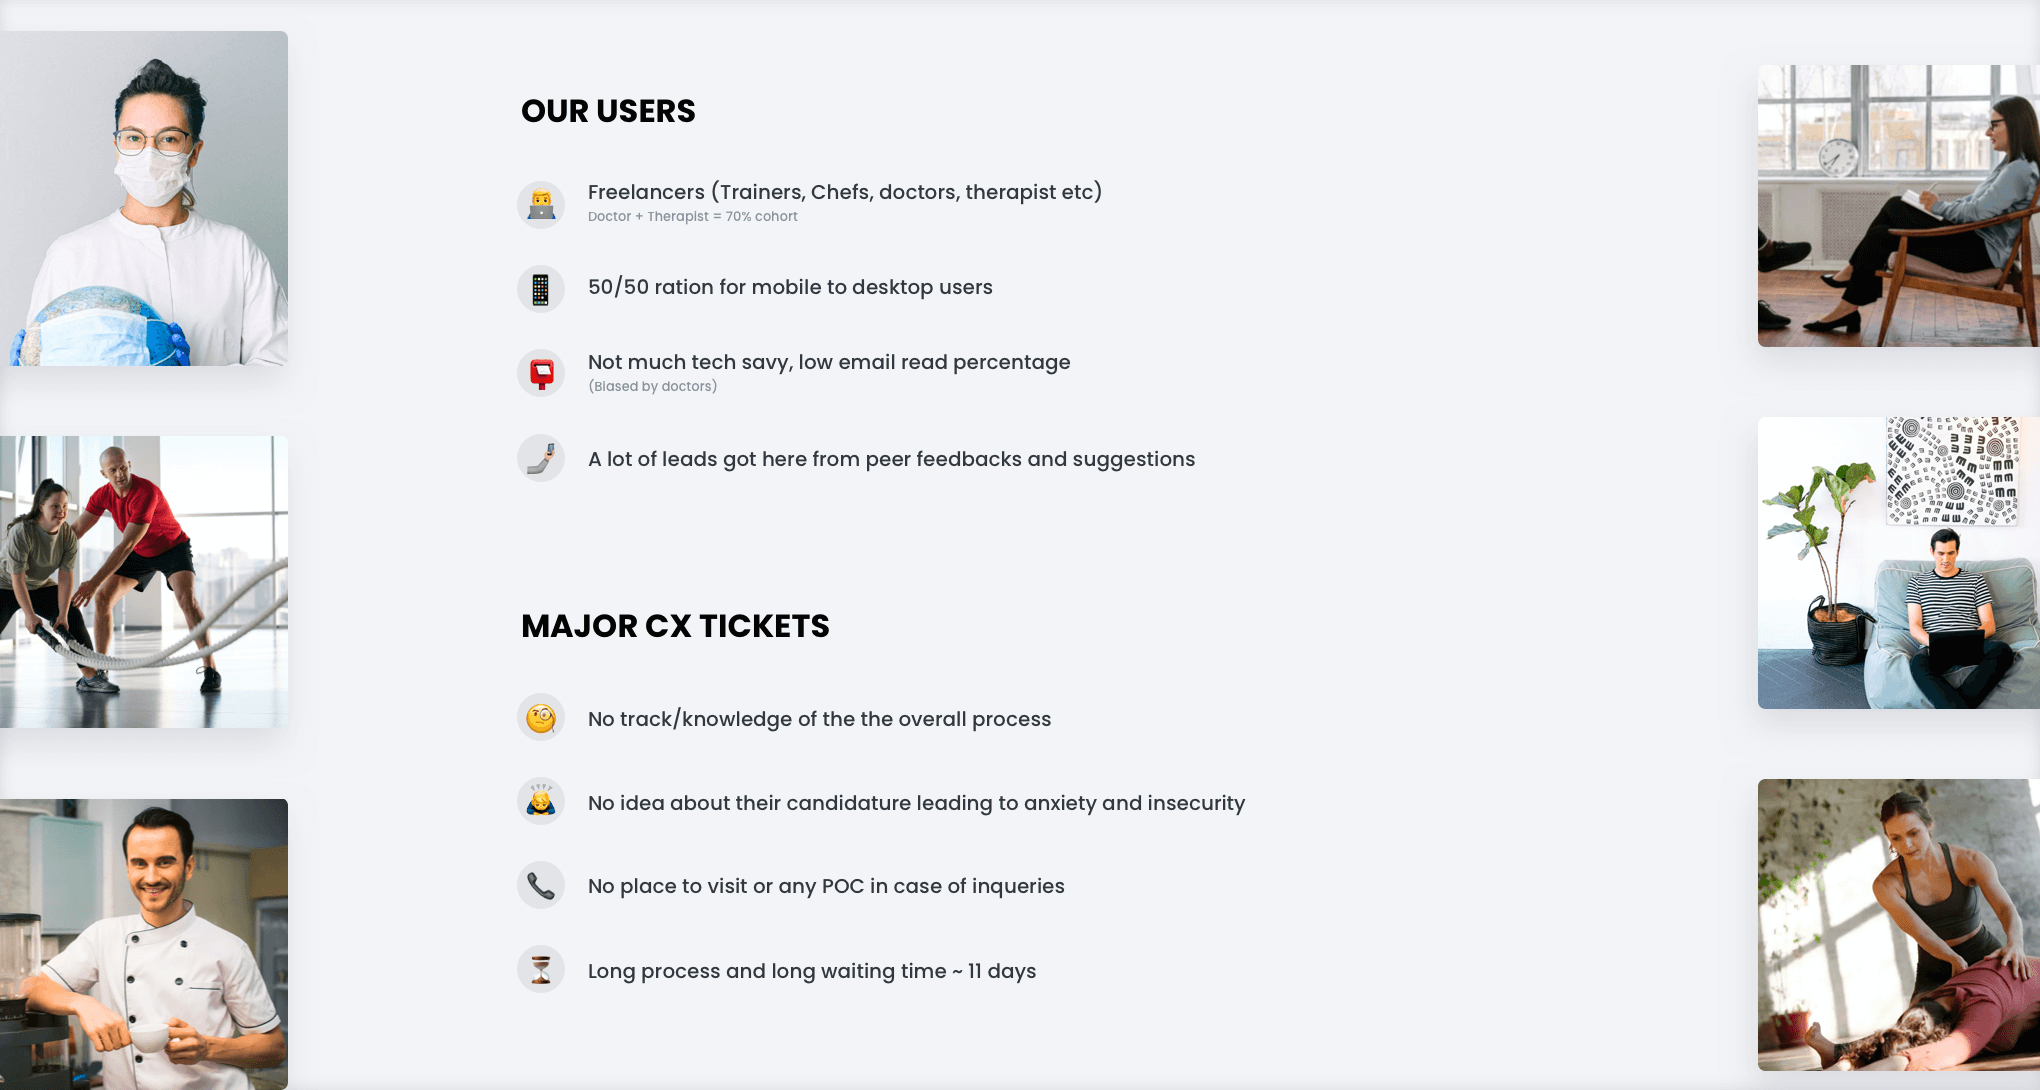 OUR USERS
Freelancers (Trainers, Chefs, doctors, therapist etc)
Doctor + Therapist = 70% cohort
50/50 ration for mobile to desktop users
Not much tech savy, low email read percentage
(Biased by doctors)
A lot of leads got here from peer feedbacks and suggestions
MAJOR CX TICKETS
No track/knowledge of the the overall process
No idea about their candidature leading to anxiety and insecurity
No place to visit or any POC in case of inqueries
Long process and long waiting time ~ 11 days